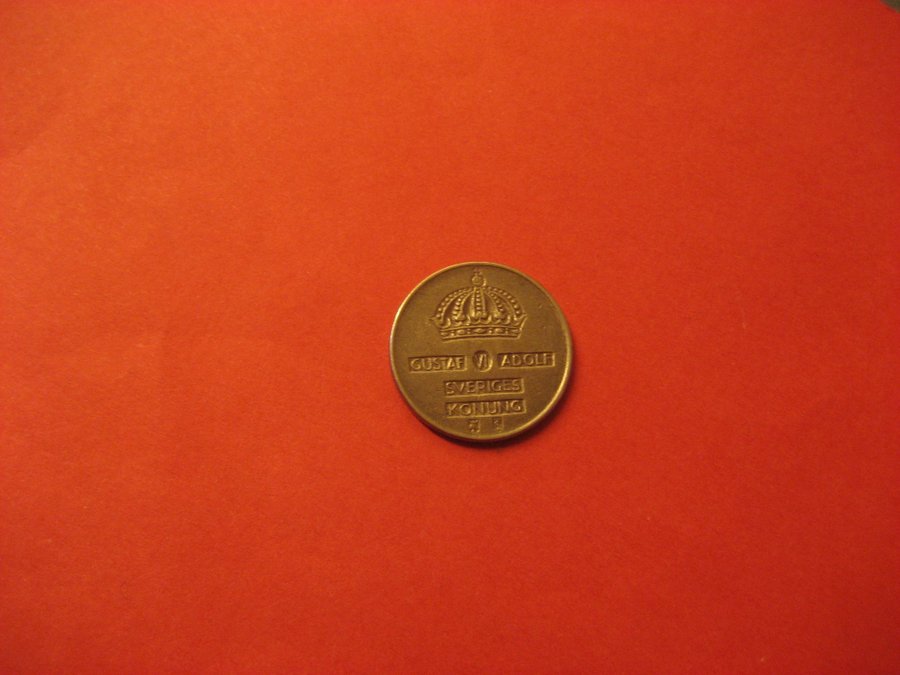 GUSTAF VI ADOLF
SVERIGES
KONUNG